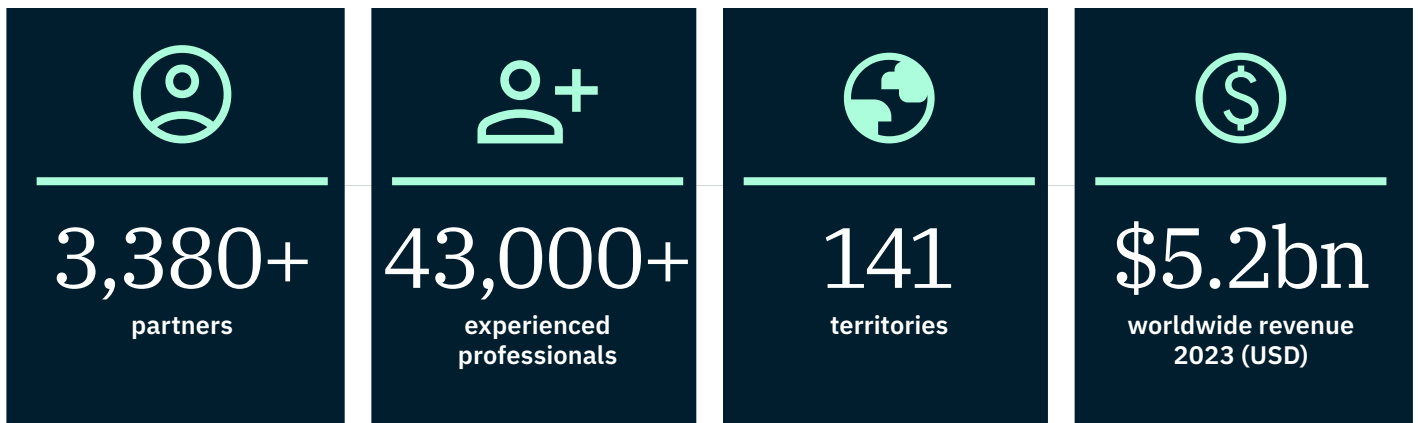 3,380+
partners
43,000+
experienced
professionals
141
territories
$5.2bn
worldwide revenue
2023 (USD)